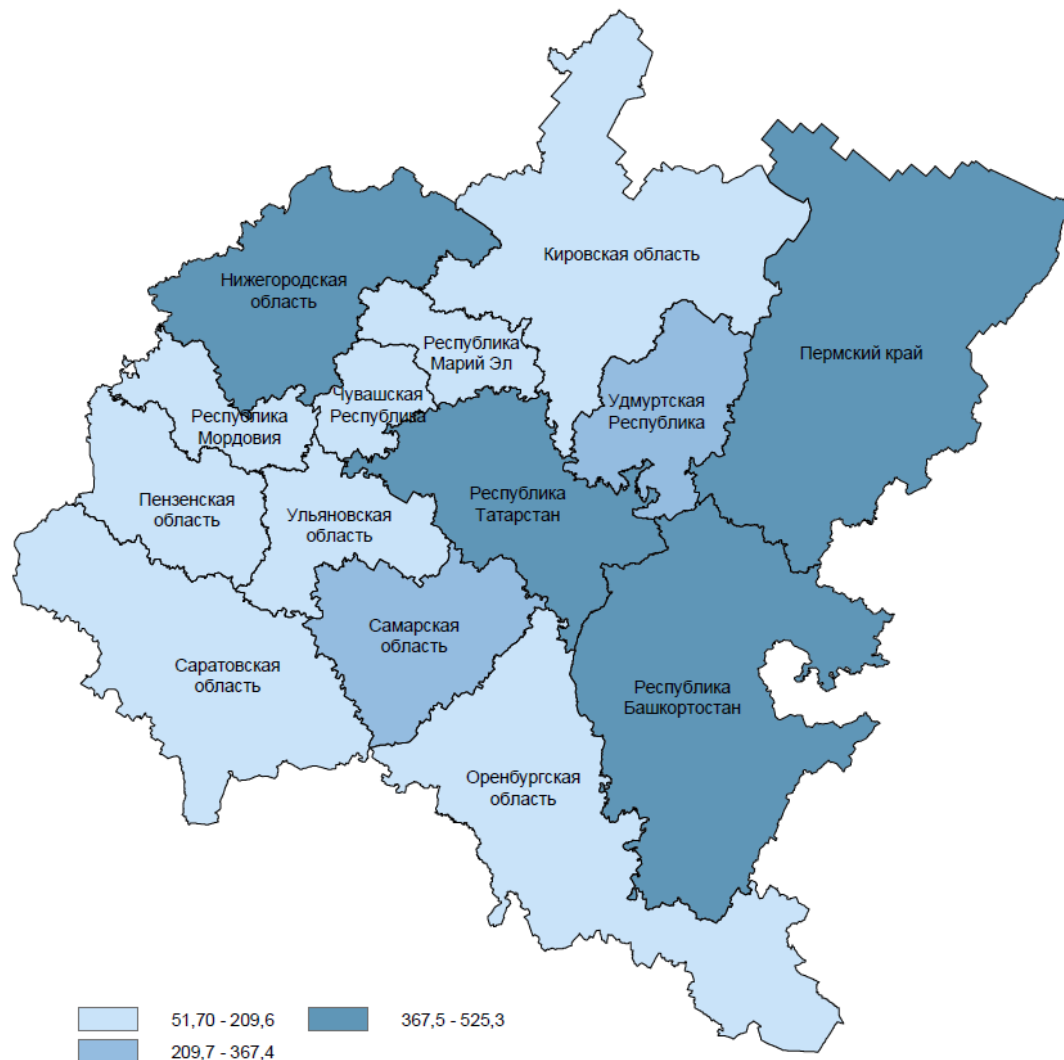 Кировская область
Нижегородская
область
Республика
Марий Эл
Пермский край
Чувашская
Республика
Удмуртская
Республика
Республика
Мордовия
Республика
Татарстан
Пензенская
область
Ульяновская
область
Самарская
область
Саратовская
область
Республика
Башкортостан
Оренбургская
область
51,70 - 209,6
367,5 - 525,3
209,7 - 367,4